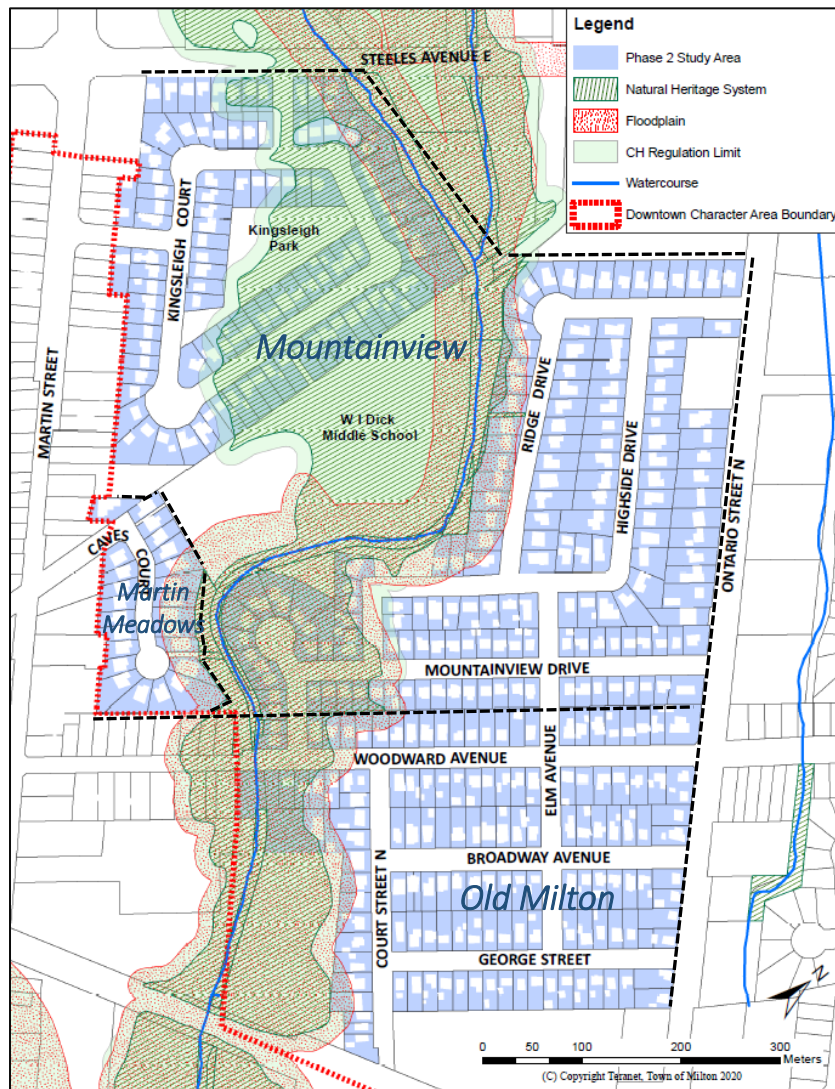 Legend
Phase 2 Study Area
Natural Heritage System
Floodplain
CH Regulation Limit
Watercourse
Downtown Character Area Boundary
STEELES AVENUE E
KINGSLEIGH COURT
Kingsleigh
Park
Mountainview
MARTIN STREET
W I Dick
Middle School
RIDGE DRIVE
HIGHSIDE DRIVE
ONTARIO STREET N
CAVES
COURT
Martin
Meadows
MOUNTAINVIEW DRIVE
WOODWARD AVENUE
ELM AVENUE
BROADWAY AVENUE
Old Milton
COURT STREET N
GEORGE STREET
N
0 50 100 200 300
Meters
(C) Copyright Teranet, Town of Milton 2020